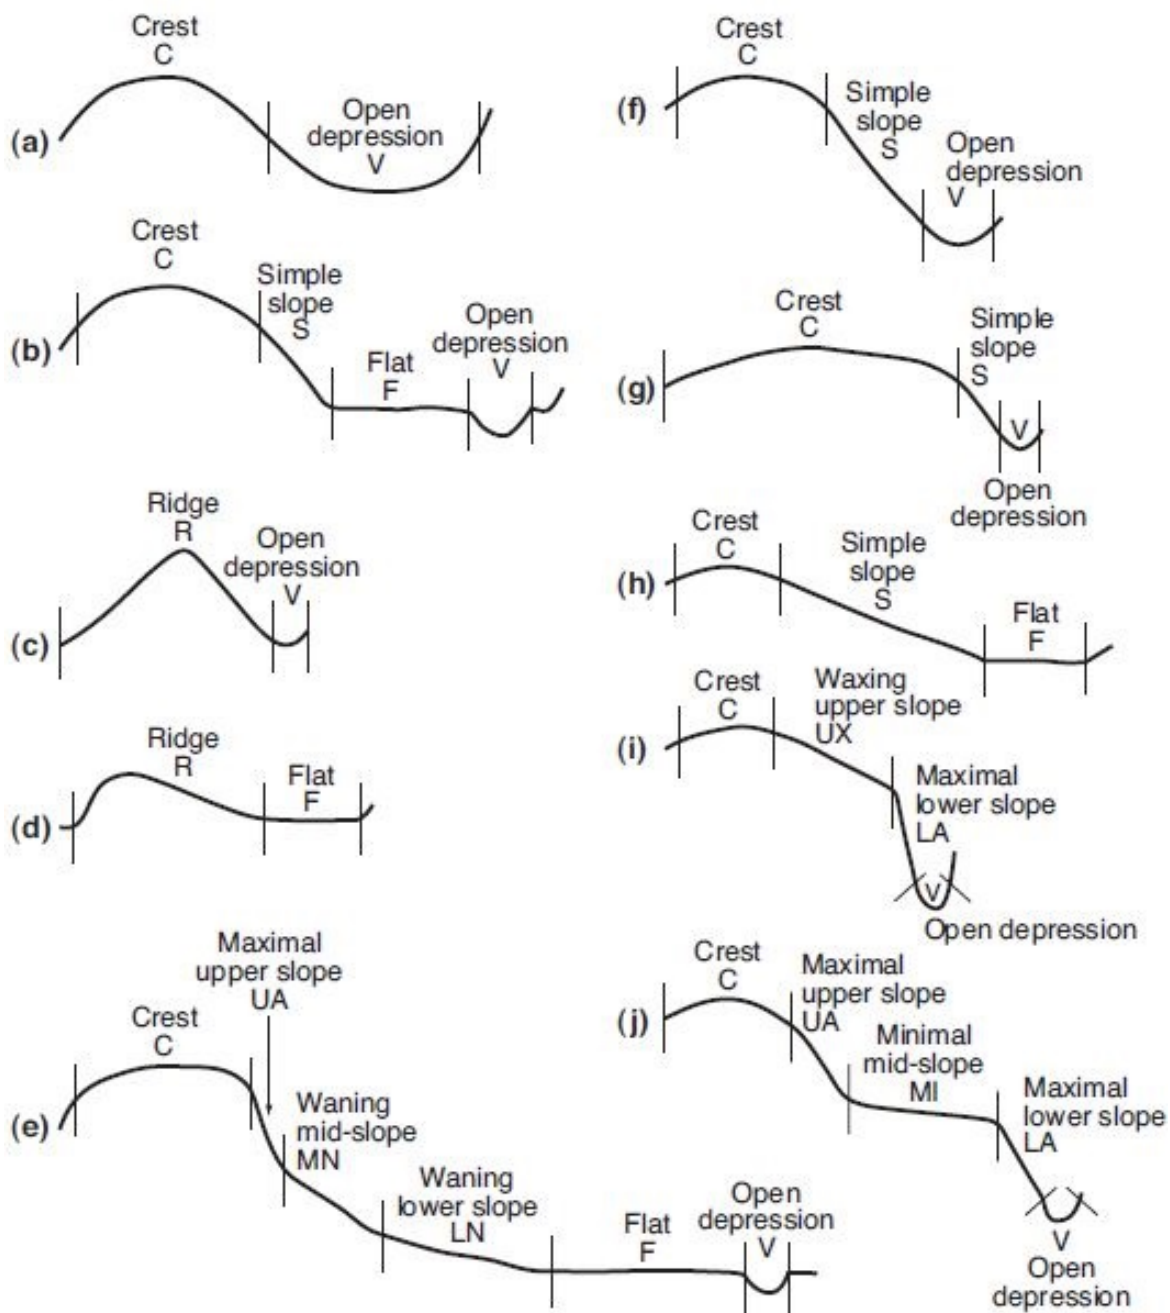 Crest
C
(a)
Open
depression
V
Crest
C
(b)
Simple
slope
S
Flat
F
Open
depression
V
Ridge
R
(c)
Open
depression
V
Ridge
R
(d)
Flat
F
Maximal
upper slope
UA
Crest
C
(e)
Waning
mid-slope
MN
Waning
lower slope
LN
Flat
F
Open
depression
V
Crest
C
(f)
Simple
slope
S
Open
depression
V
Crest
C
(g)
Simple
slope
S
V
Open
depression
Crest
C
(h)
Simple
slope
S
Flat
F
Crest
C
(i)
Waxing
upper slope
UX
Maximal
lower slope
LA
V
Open depression
Crest
C
(j)
Maximal
upper slope
UA
Minimal
mid-slope
MI
Maximal
lower slope
LA
V
Open
depression